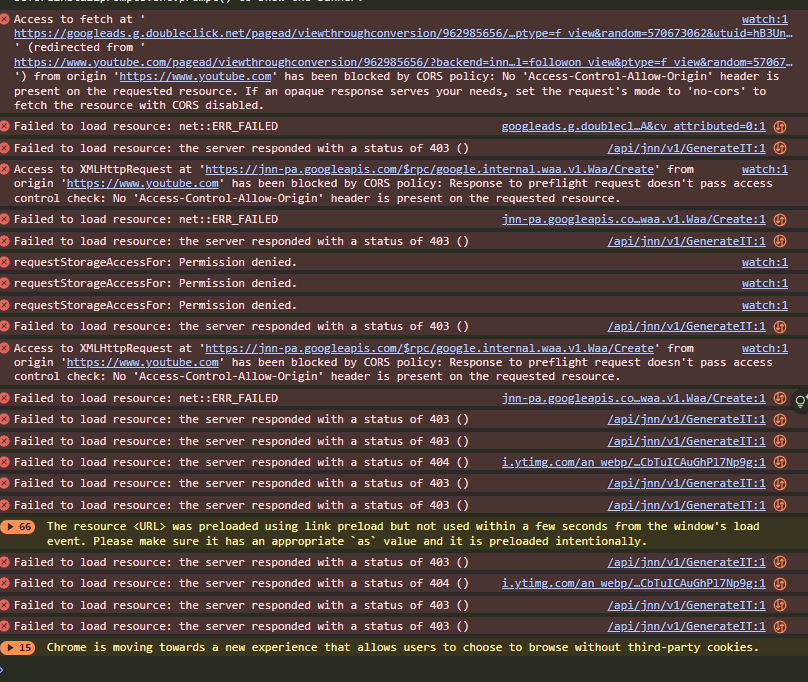 Access to fetch at ' watch:1
https://googleads.g.doubleclick.net/pagead/viewthroughconversion/962985656/…ptype=f_view&random=570673062&utuid=hB3Un…
' (redirected from '
https://www.youtube.com/pagead/viewthroughconversion/962985656/?backend=inn…l=followon_view&ptype=f_view&random=57067…
') from origin 'https://www.youtube.com' has been blocked by CORS policy: No 'Access-Control-Allow-Origin' header is
present on the requested resource. If an opaque response serves your needs, set the request's mode to 'no-cors' to
fetch the resource with CORS disabled.
Failed to load resource: net::ERR_FAILED googleads.g.doublecl…A&cv_attributed=0:1
Failed to load resource: the server responded with a status of 403 () /api/jnn/v1/GenerateIT:1
Access to XMLHttpRequest at 'https://jnn-pa.googleapis.com/$rpc/google.internal.waa.v1.Waa/Create' from watch:1
origin 'https://www.youtube.com' has been blocked by CORS policy: Response to preflight request doesn't pass access
control check: No 'Access-Control-Allow-Origin' header is present on the requested resource.
Failed to load resource: net::ERR_FAILED jnn-pa.googleapis.co…waa.v1.Waa/Create:1
Failed to load resource: the server responded with a status of 403 () /api/jnn/v1/GenerateIT:1
requestStorageAccessFor: Permission denied. watch:1
requestStorageAccessFor: Permission denied. watch:1
requestStorageAccessFor: Permission denied. watch:1
Failed to load resource: the server responded with a status of 403 () /api/jnn/v1/GenerateIT:1
Access to XMLHttpRequest at 'https://jnn-pa.googleapis.com/$rpc/google.internal.waa.v1.Waa/Create' from watch:1
origin 'https://www.youtube.com' has been blocked by CORS policy: Response to preflight request doesn't pass access
control check: No 'Access-Control-Allow-Origin' header is present on the requested resource.
Failed to load resource: net::ERR_FAILED jnn-pa.googleapis.co…waa.v1.Waa/Create:1
Failed to load resource: the server responded with a status of 403 () /api/jnn/v1/GenerateIT:1
Failed to load resource: the server responded with a status of 403 () /api/jnn/v1/GenerateIT:1
Failed to load resource: the server responded with a status of 404 () i.ytimg.com/an_webp/…CbTuICAuGhPl7Np9g:1
Failed to load resource: the server responded with a status of 403 () /api/jnn/v1/GenerateIT:1
Failed to load resource: the server responded with a status of 403 () /api/jnn/v1/GenerateIT:1
66 The resource <URL> was preloaded using link preload but not used within a few seconds from the window's load
event. Please make sure it has an appropriate `as` value and it is preloaded intentionally.
Failed to load resource: the server responded with a status of 403 () /api/jnn/v1/GenerateIT:1
Failed to load resource: the server responded with a status of 404 () i.ytimg.com/an_webp/…CbTuICAuGhPl7Np9g:1
Failed to load resource: the server responded with a status of 403 () /api/jnn/v1/GenerateIT:1
Failed to load resource: the server responded with a status of 403 () /api/jnn/v1/GenerateIT:1
15 Chrome is moving towards a new experience that allows users to choose to browse without third-party cookies.